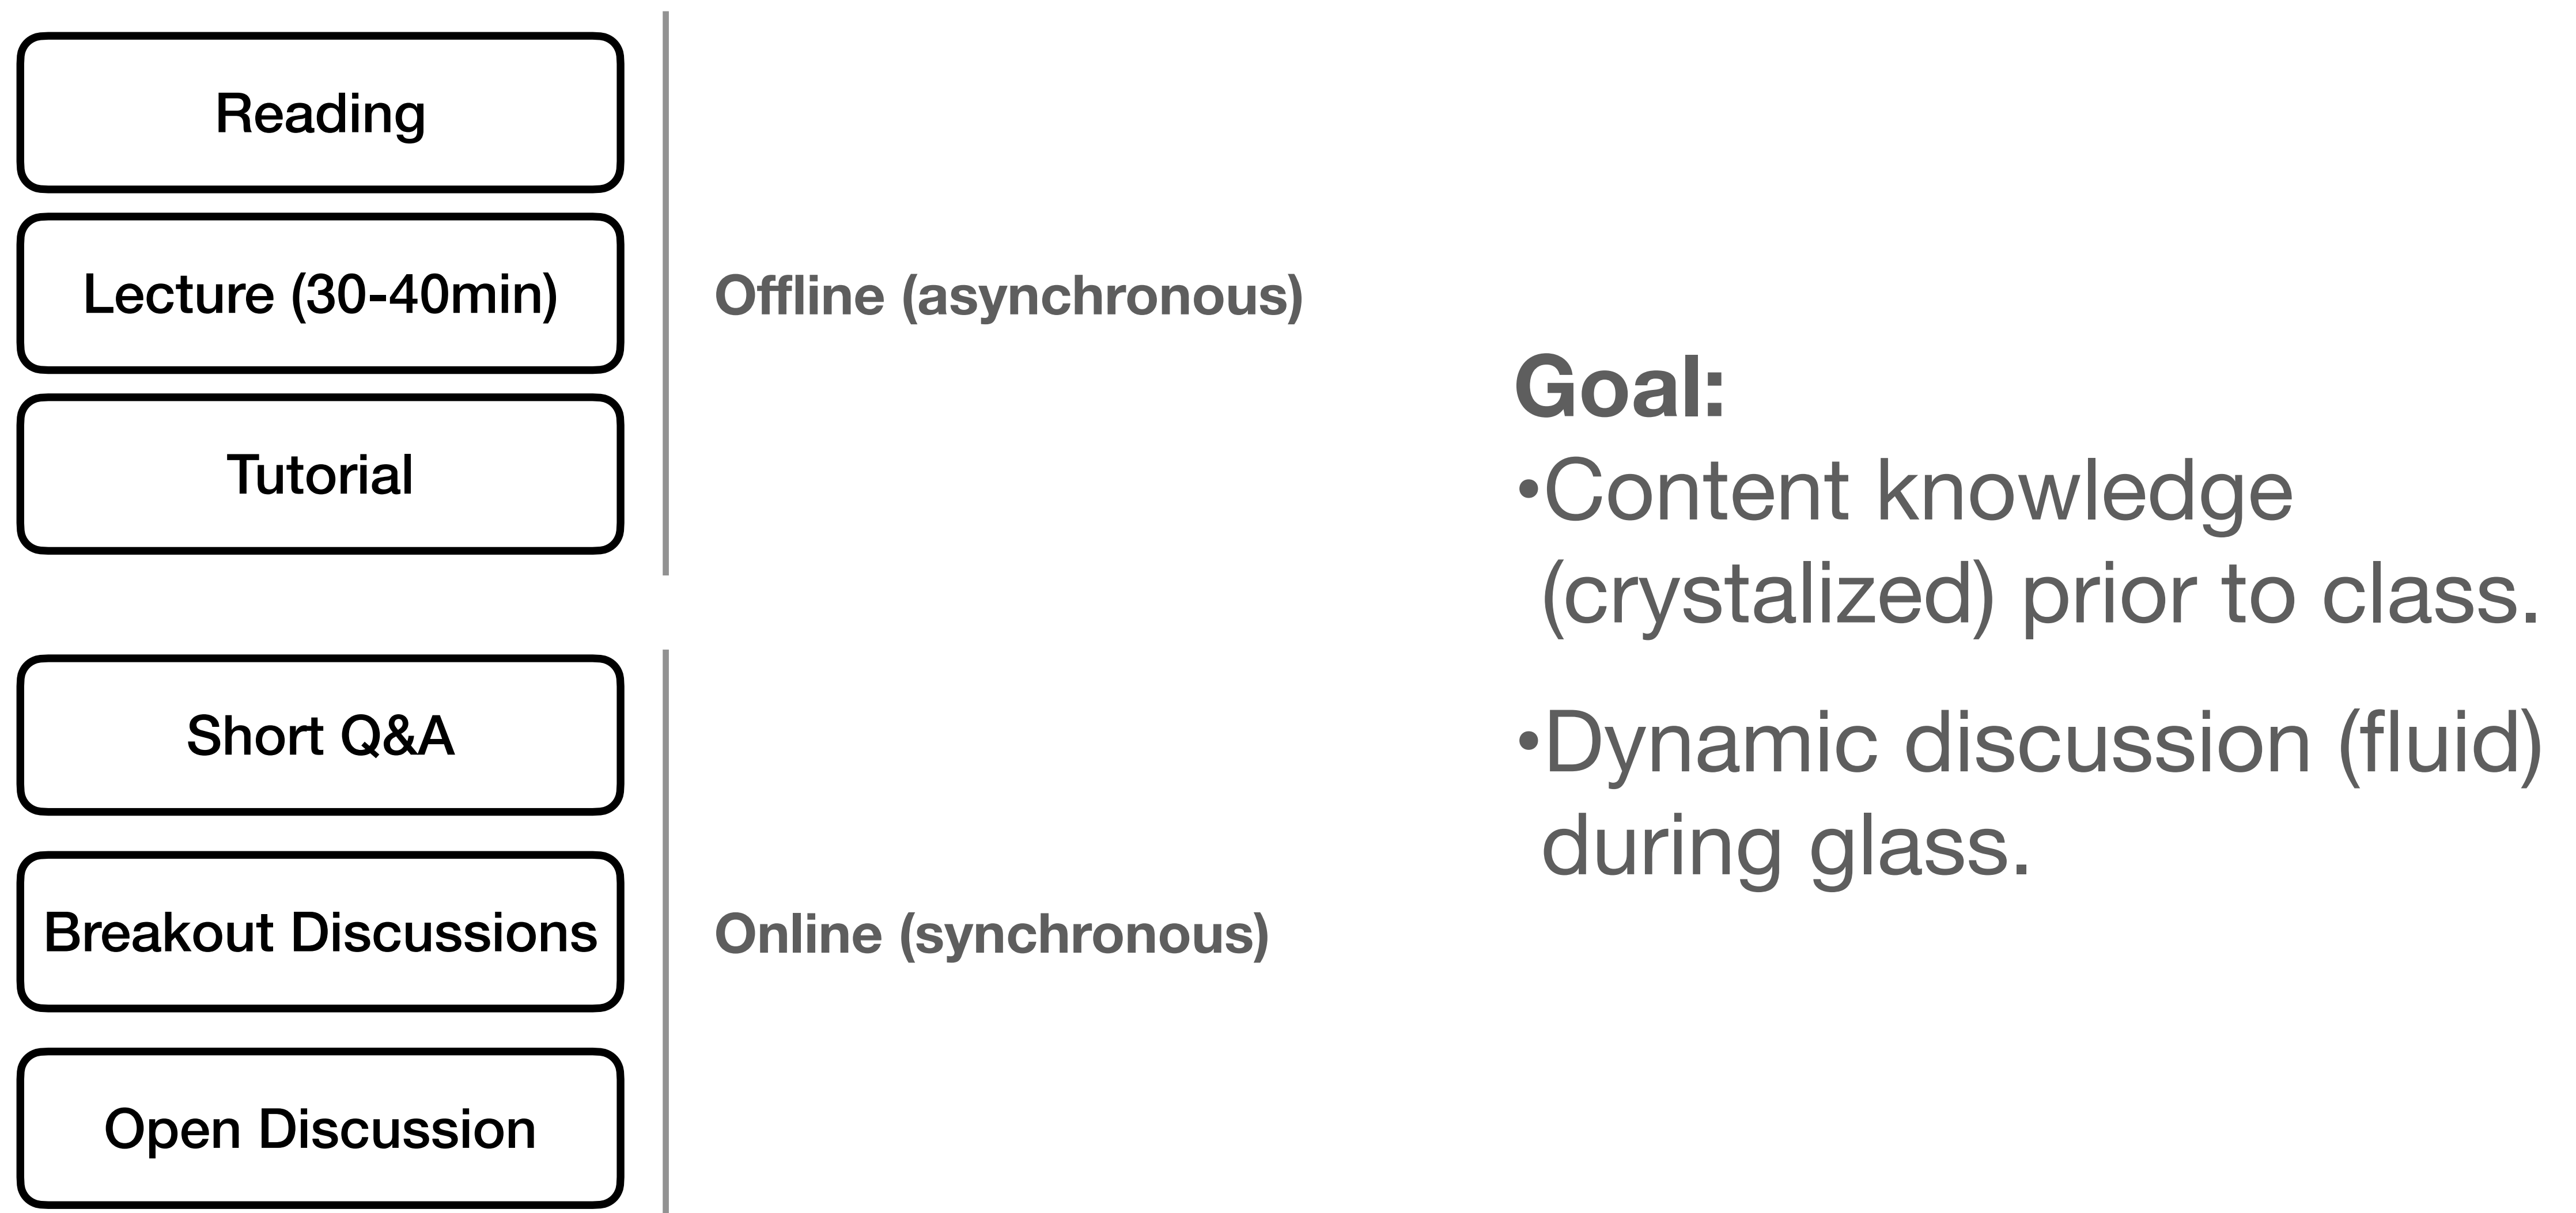 Reading
Lecture (30-40min)
Offline (asynchronous)
Tutorial
Short Q&A
Breakout Discussions
Online (synchronous)
Open Discussion
Goal:
•Content knowledge
(crystalized) prior to class.
•Dynamic discussion (fluid)
during glass.